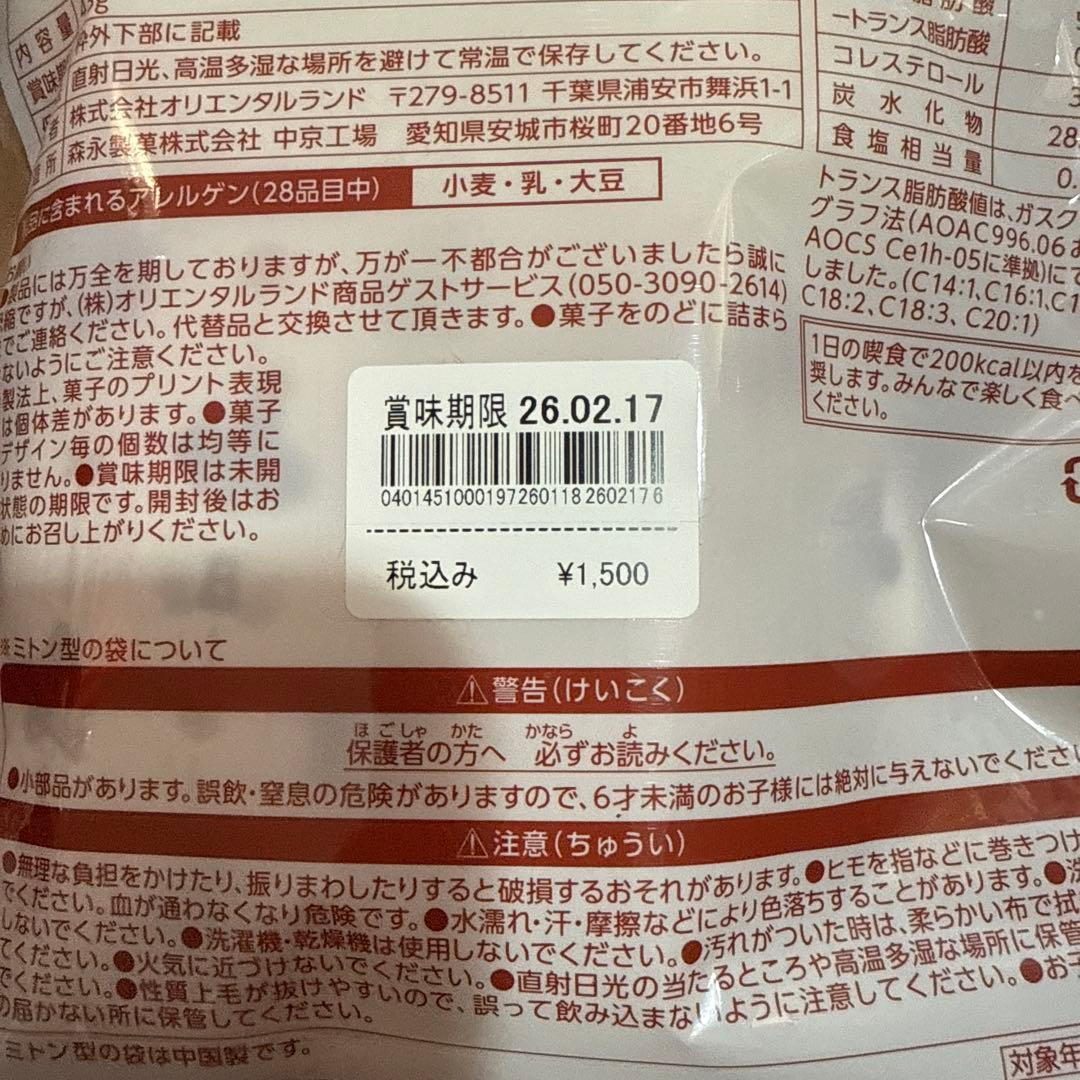 内容量
枠外下部に記載
直射日光、高温多湿な場所を避けて常温で保存してください。
株式会社オリエンタルランド 〒279-8511 千葉県浦安市舞浜1-1
森永製菓株式会社 中京工場 愛知県安城市桜町20番地6号
ートランス脂肪酸
コレステロール
炭水化物 28
食塩相当量 0.
に含まれるアレルゲン(28品目中) 小麦・乳・大豆
トランス脂肪酸値は、ガスク
グラフ法(AOAC996.06お
AOCS Ce1h-05に準拠)にて
しました。(C14:1、C16:1、C1
C18:2、C18:3、C20:1)
1日の喫食で200kcal以内を
奨します。みんなで楽しく食べ
ください。
製品には万全を期しておりますが、万が一不都合がございましたら誠に
ですが、(株)オリエンタルランド商品ゲストサービス(050-3090-2614)
でご連絡ください。代替品と交換させて頂きます。●菓子をのどに詰まら
ないようにご注意ください。
製法上、菓子のプリント表現
は個体差があります。●菓子
デザイン毎の個数は均等に
りません。●賞味期限は未開
状態の期限です。開封後はお
めにお召し上がりください。
賞味期限 26.02.17
040145100019726011826021 7 6
税込み ¥1,500
※ミトン型の袋について
⚠警告(けいこく)
ほごしゃ かた かなら よ
保護者の方へ 必ずお読みください。
●小部品があります。誤飲・窒息の危険がありますので、6才未満のお子様には絶対に与えないでくださ
⚠注意(ちゅうい)
●無理な負担をかけたり、振りまわしたりすると破損するおそれがあります。●ヒモを指などに巻きつけ
でください。血が通わなくなり危険です。●水濡れ・汗・摩擦などにより色落ちすることがあります。●洗
しないでください。●洗濯機・乾燥機は使用しないでください。●汚れがついた時は、柔らかい布で拭
てください。●火気に近づけないでください。●直射日光の当たるところや高温多湿な場所に保管
でください。●性質上毛が抜けやすいので、誤って飲み込まないように注意してください。●お子
の届かない所に保管してください。
ミトン型の袋は中国製です。
対象年